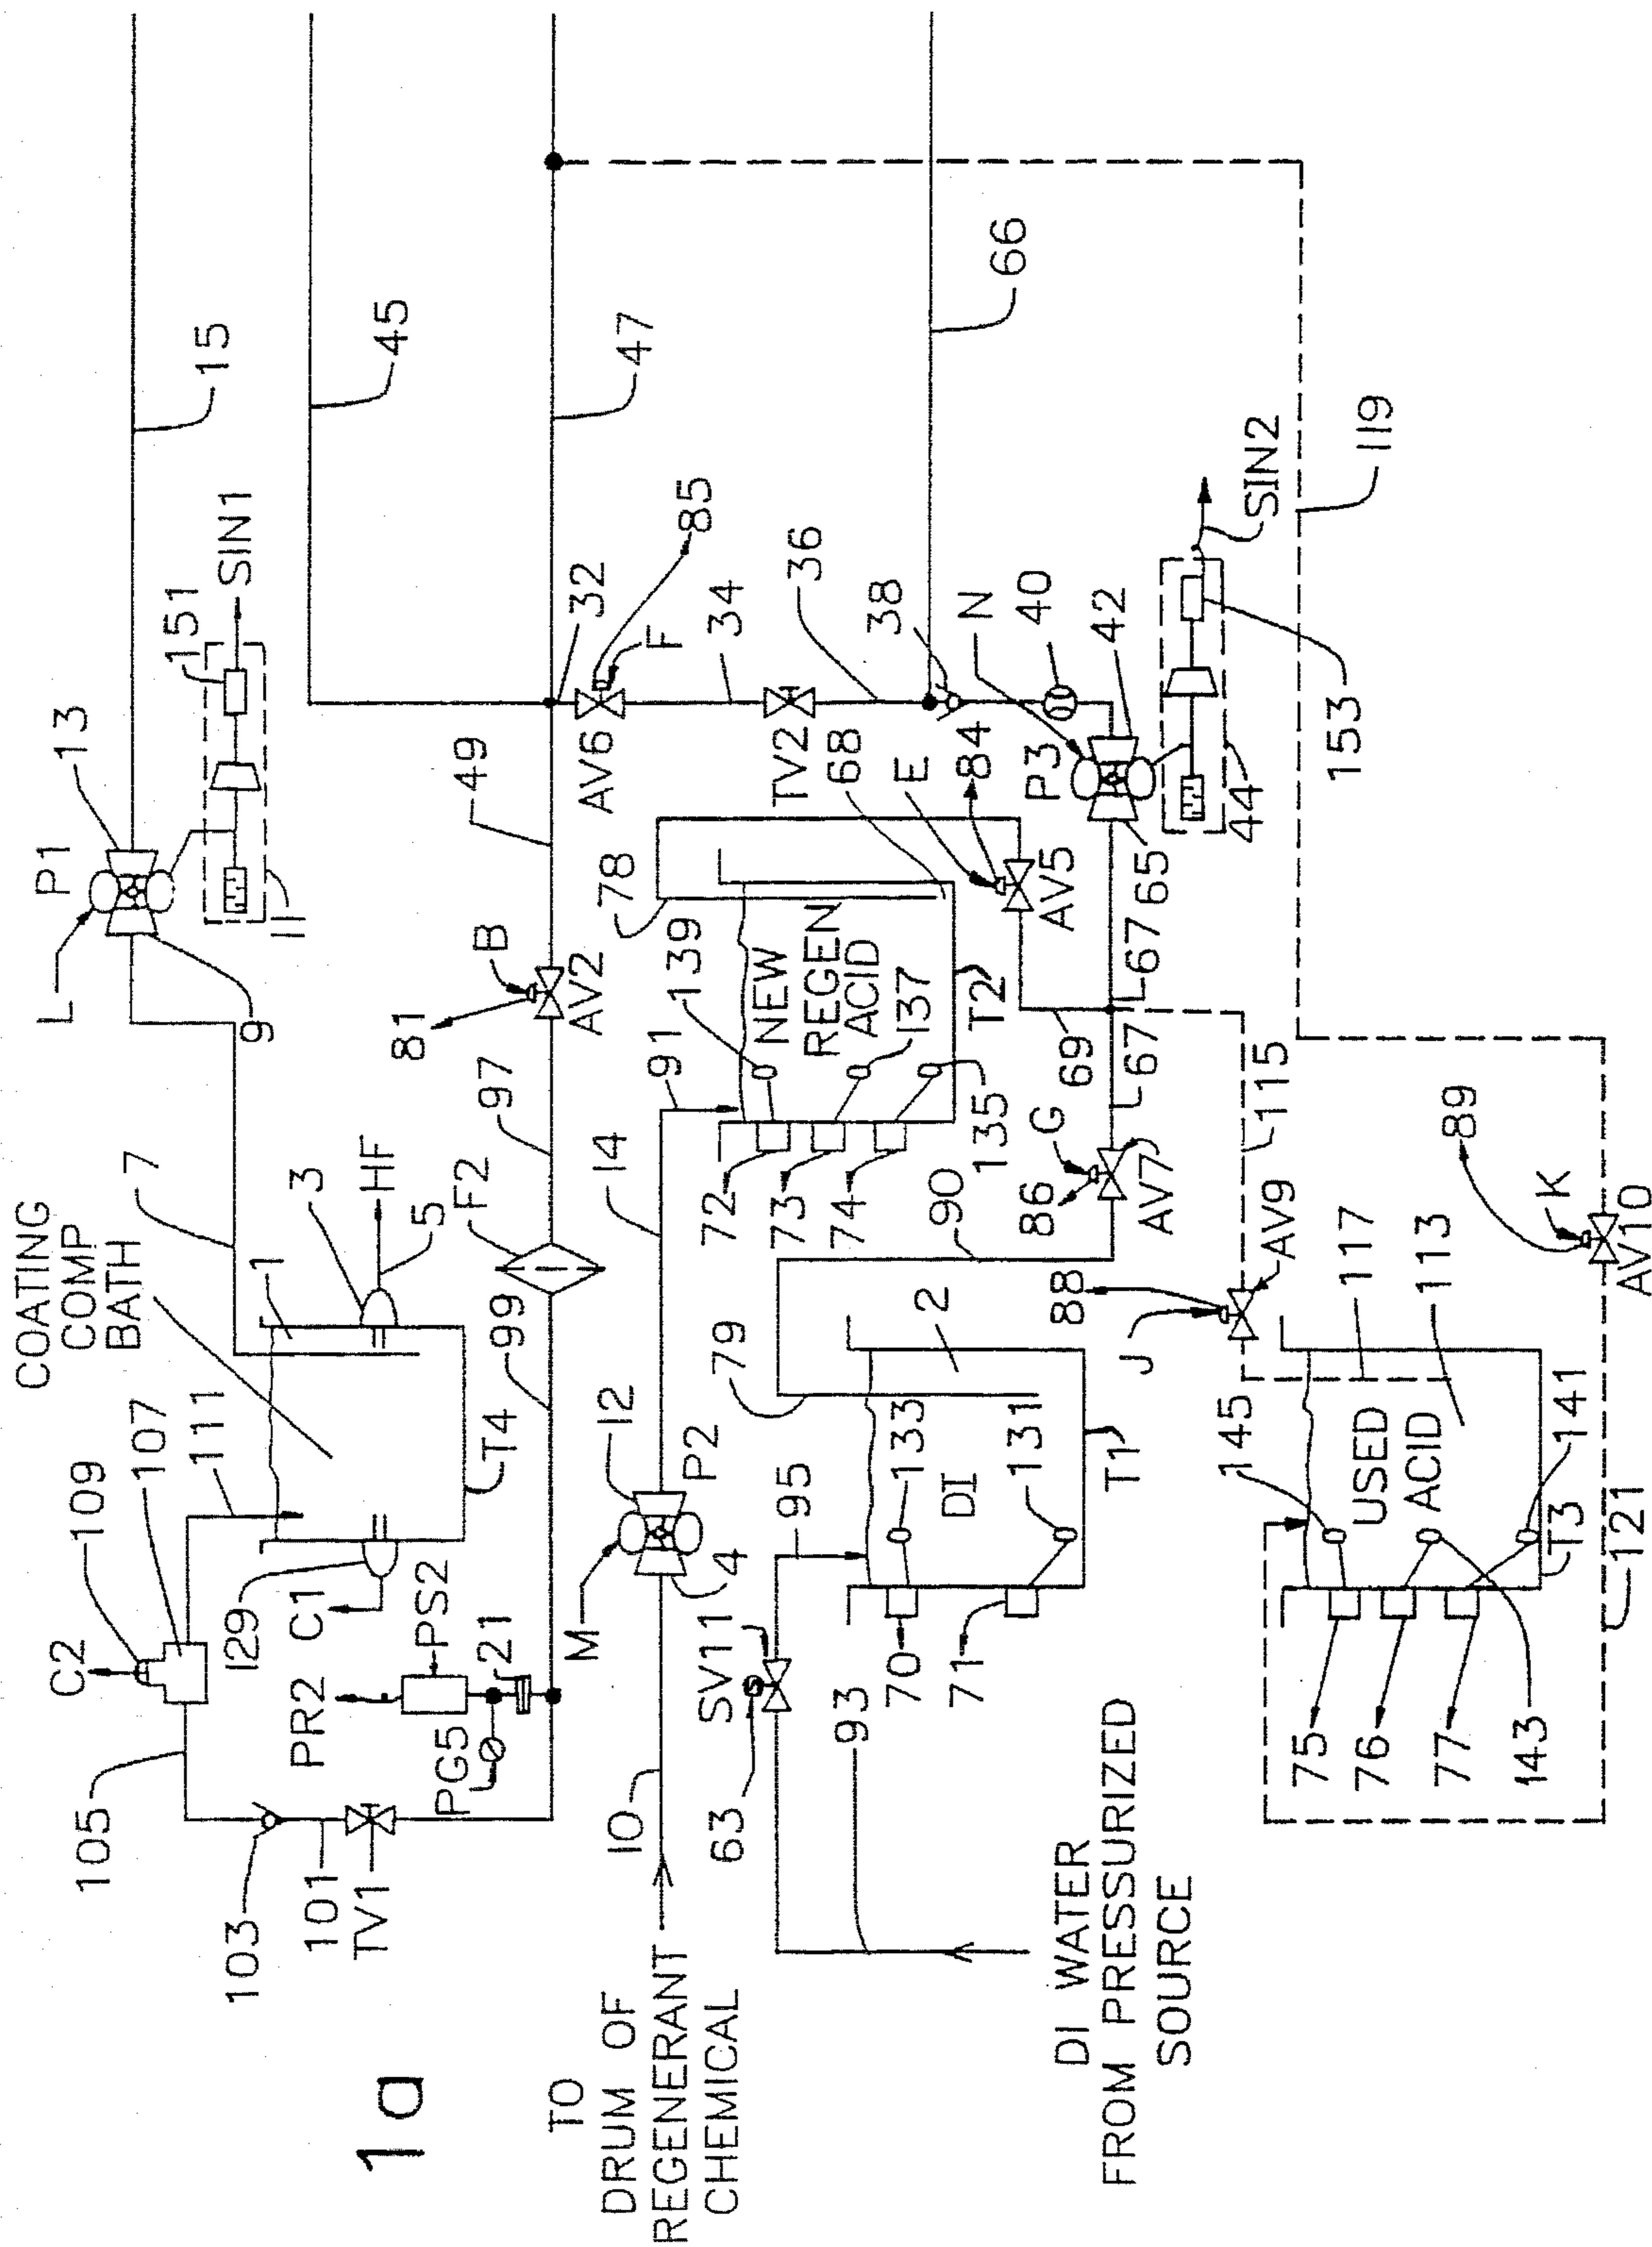 1a
COATING
COMP
BATH
TO
DRUM OF
REGENERANT
CHEMICAL
DI WATER
FROM PRESSURIZED
SOURCE
L
P1
13
15
45
151
SIN1
11
9
7
1
3
HF
5
F2
T4
C2
109
107
111
129
C1
PS2
PR2
21
PG5
105
103
101
TV1
99
97
81
B
AV2
49
47
32
85
F
AV6
34
TV2
36
66
38
N
40
42
P3
44
153
SIN2
119
65
68
E
84
AV5
78
139
91
NEW
REGEN
ACID
137
T2
135
72
73
74
14
12
P2
4
M
10
69
67
67
G
86
AV7
90
115
79
2
133
DI
131
T1
95
SV11
63
70
71
93
J
88
AV9
117
113
145
USED
ACID
141
T3
121
75
76
77
143
89
K
AV10